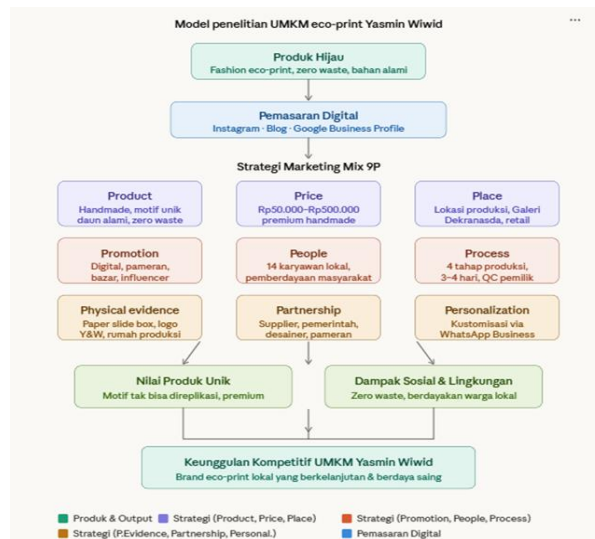 Model penelitian UMKM eco-print Yasmin Wiwid
...
Produk Hijau
Fashion eco-print, zero waste, bahan alami
Pemasaran Digital
Instagram · Blog · Google Business Profile
Strategi Marketing Mix 9P
Product
Handmade, motif unik
daun alami, zero waste
Price
Rp50.000–Rp500.000
premium handmade
Place
Lokasi produksi, Galeri
Dekranasda, retail
Promotion
Digital, pameran,
bazar, influencer
People
14 karyawan lokal,
pemberdayaan masyarakat
Process
4 tahap produksi,
3–4 hari, QC pemilik
Physical evidence
Paper slide box, logo
Y&W, rumah produksi
Partnership
Supplier, pemerintah,
desainer, pameran
Personalization
Kustomisasi via
WhatsApp Business
Nilai Produk Unik
Motif tak bisa direplikasi, premium
Dampak Sosial & Lingkungan
Zero waste, berdayakan warga lokal
Keunggulan Kompetitif UMKM Yasmin Wiwid
Brand eco-print lokal yang berkelanjutan & berdaya saing
Produk & Output
Strategi (Product, Price, Place)
Strategi (Promotion, People, Process)
Strategi (P.Evidence, Partnership, Personal.)
Pemasaran Digital